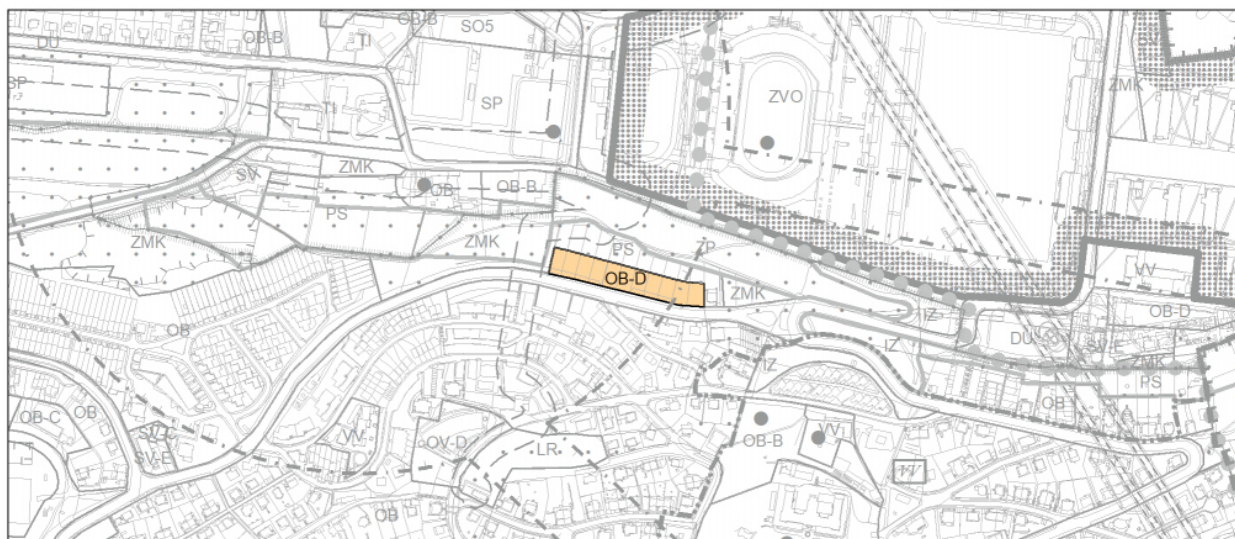 OB-B
SO5
DU
OB-B
TI
SP
SP
ZVO
ZMK
TI
ZMK
SV
OB
OB-B
PS
ZMK
ZMK
PS
ZP
OB-D
ZMK
VV
IZ
OB-D
DU
SV-E
OB
IZ
ZMK
IZ
PS
OB
OB-C
OB
SV-C
SV-E
VV
OV-D
LR
OB-B
VV
VV
OB